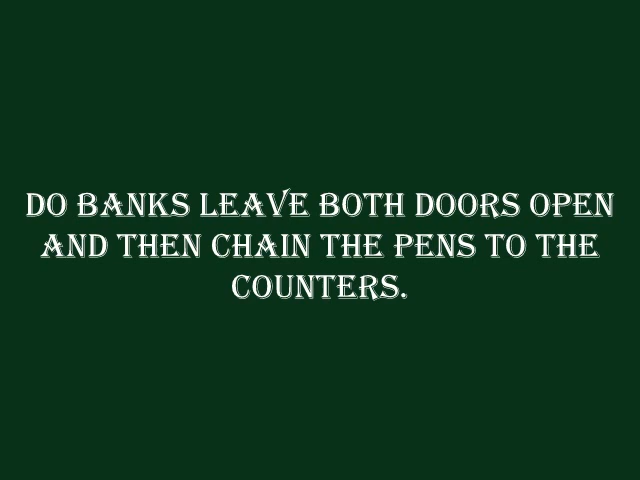 DO BANKS LEAVE BOTH DOORS OPEN
AND THEN CHAIN THE PENS TO THE
COUNTERS.